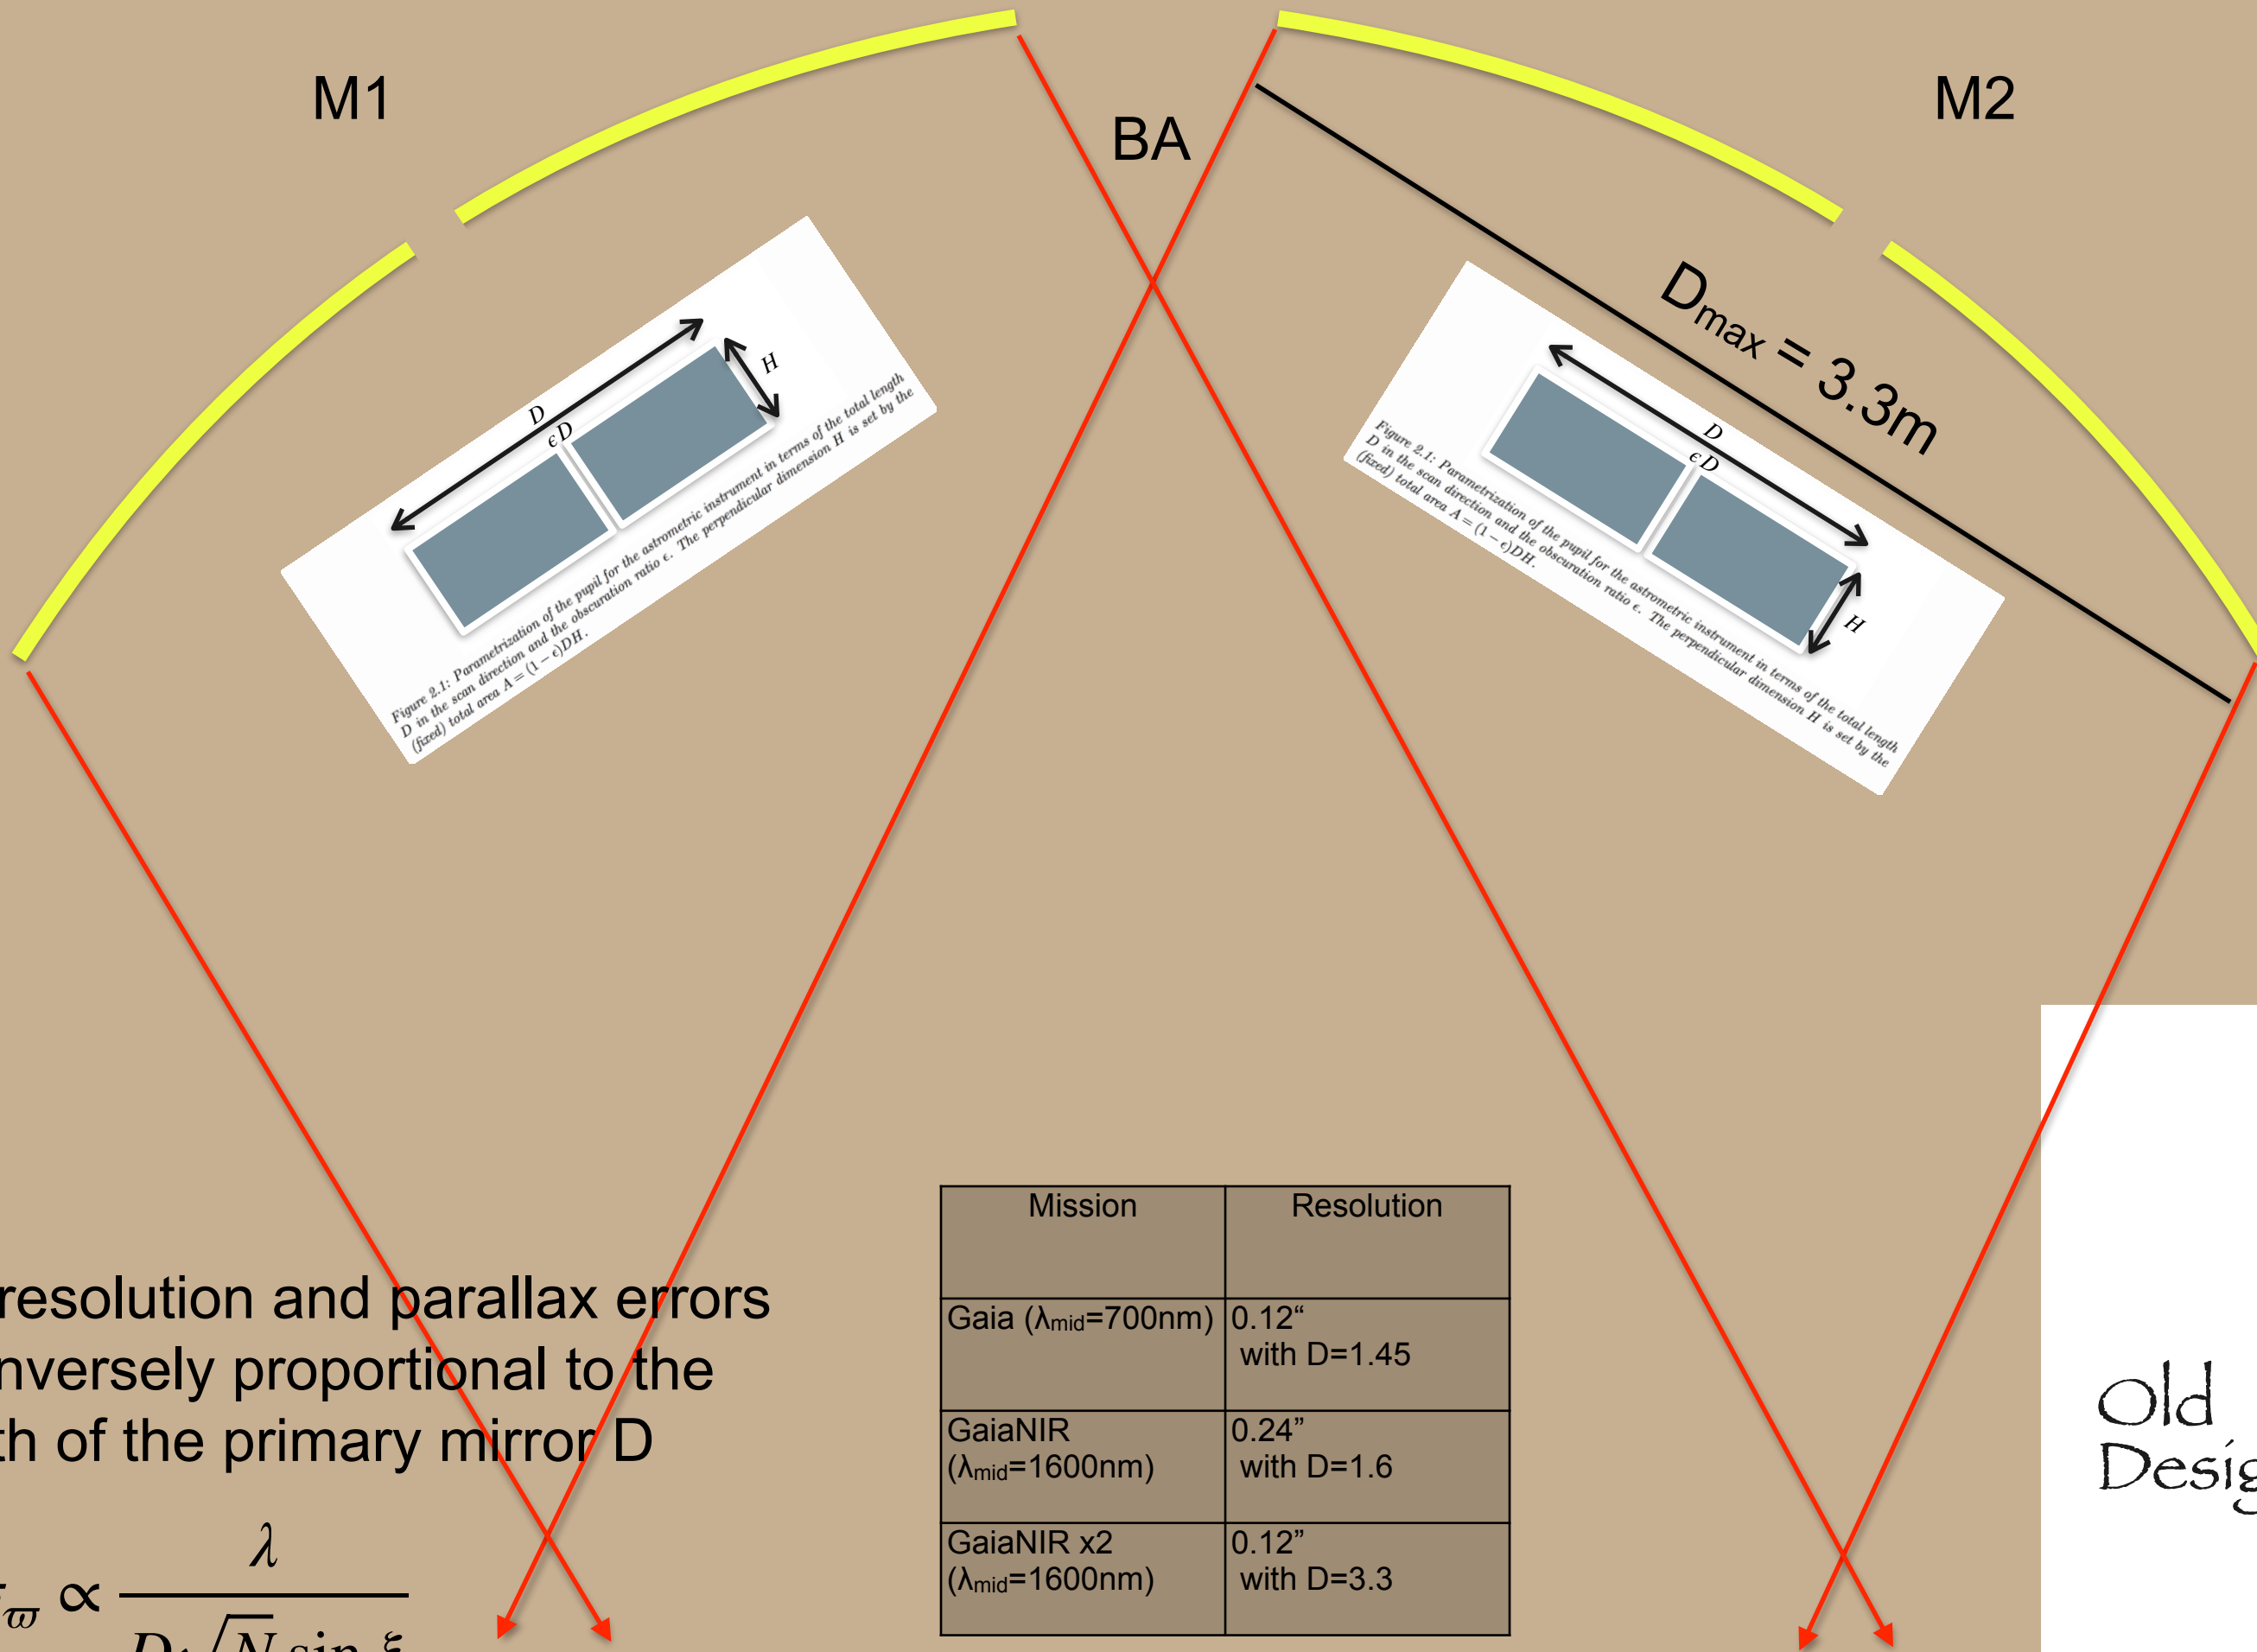 M1
BA
M2
D
ϵD
H
Figure 2.1: Parametrization of the pupil for the astrometric instrument in terms of the total length
D in the scan direction and the obscuration ratio ϵ. The perpendicular dimension H is set by the
(fixed) total area A = (1 − ϵ)DH.
Dmax = 3.3m
D
ϵD
H
Figure 2.1: Parametrization of the pupil for the astrometric instrument in terms of the total length
D in the scan direction and the obscuration ratio ϵ. The perpendicular dimension H is set by the
(fixed) total area A = (1 − ϵ)DH.
Mission Resolution
Gaia (λmid=700nm) 0.12“
with D=1.45
GaiaNIR 0.24”
(λmid=1600nm) with D=1.6
GaiaNIR x2 0.12”
(λmid=1600nm) with D=3.3
resolution and parallax errors
nversely proportional to the
th of the primary mirror D
ϖ ∝ λ
D√N sin ξ
Old
Desig